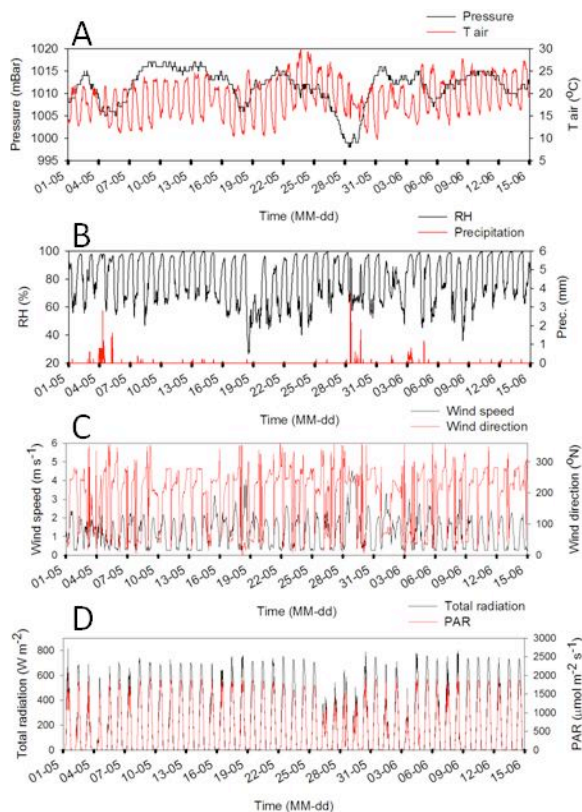 A
Pressure
T air
Pressure (mBar)
1020
1015
1010
1005
1000
995
30
25
20
15
10
5
T air (°C)
01-05 04-05 07-05 10-05 13-05 16-05 19-05 22-05 25-05 28-05 31-05 03-06 06-06 09-06 12-06 15-06
Time (MM-dd)
B
RH
Precipitation
RH (%)
100
80
60
40
20
6
5
4
3
2
1
0
Prec. (mm)
01-05 04-05 07-05 10-05 13-05 16-05 19-05 22-05 25-05 28-05 31-05 03-06 06-06 09-06 12-06 15-06
Time (MM-dd)
C
Wind speed
Wind direction
Wind speed (m s-1)
6
5
4
3
2
1
0
300
200
100
0
Wind direction (°N)
01-05 04-05 07-05 10-05 13-05 16-05 19-05 22-05 25-05 28-05 31-05 03-06 06-06 09-06 12-06 15-06
Time (MM-dd)
D
Total radiation
PAR
Total radiation (W m-2)
800
600
400
200
0
3000
2500
2000
1500
1000
500
0
PAR (µmol m-2 s-1)
01-05 04-05 07-05 10-05 13-05 16-05 19-05 22-05 25-05 28-05 31-05 03-06 06-06 09-06 12-06 15-06
Time (MM-dd)